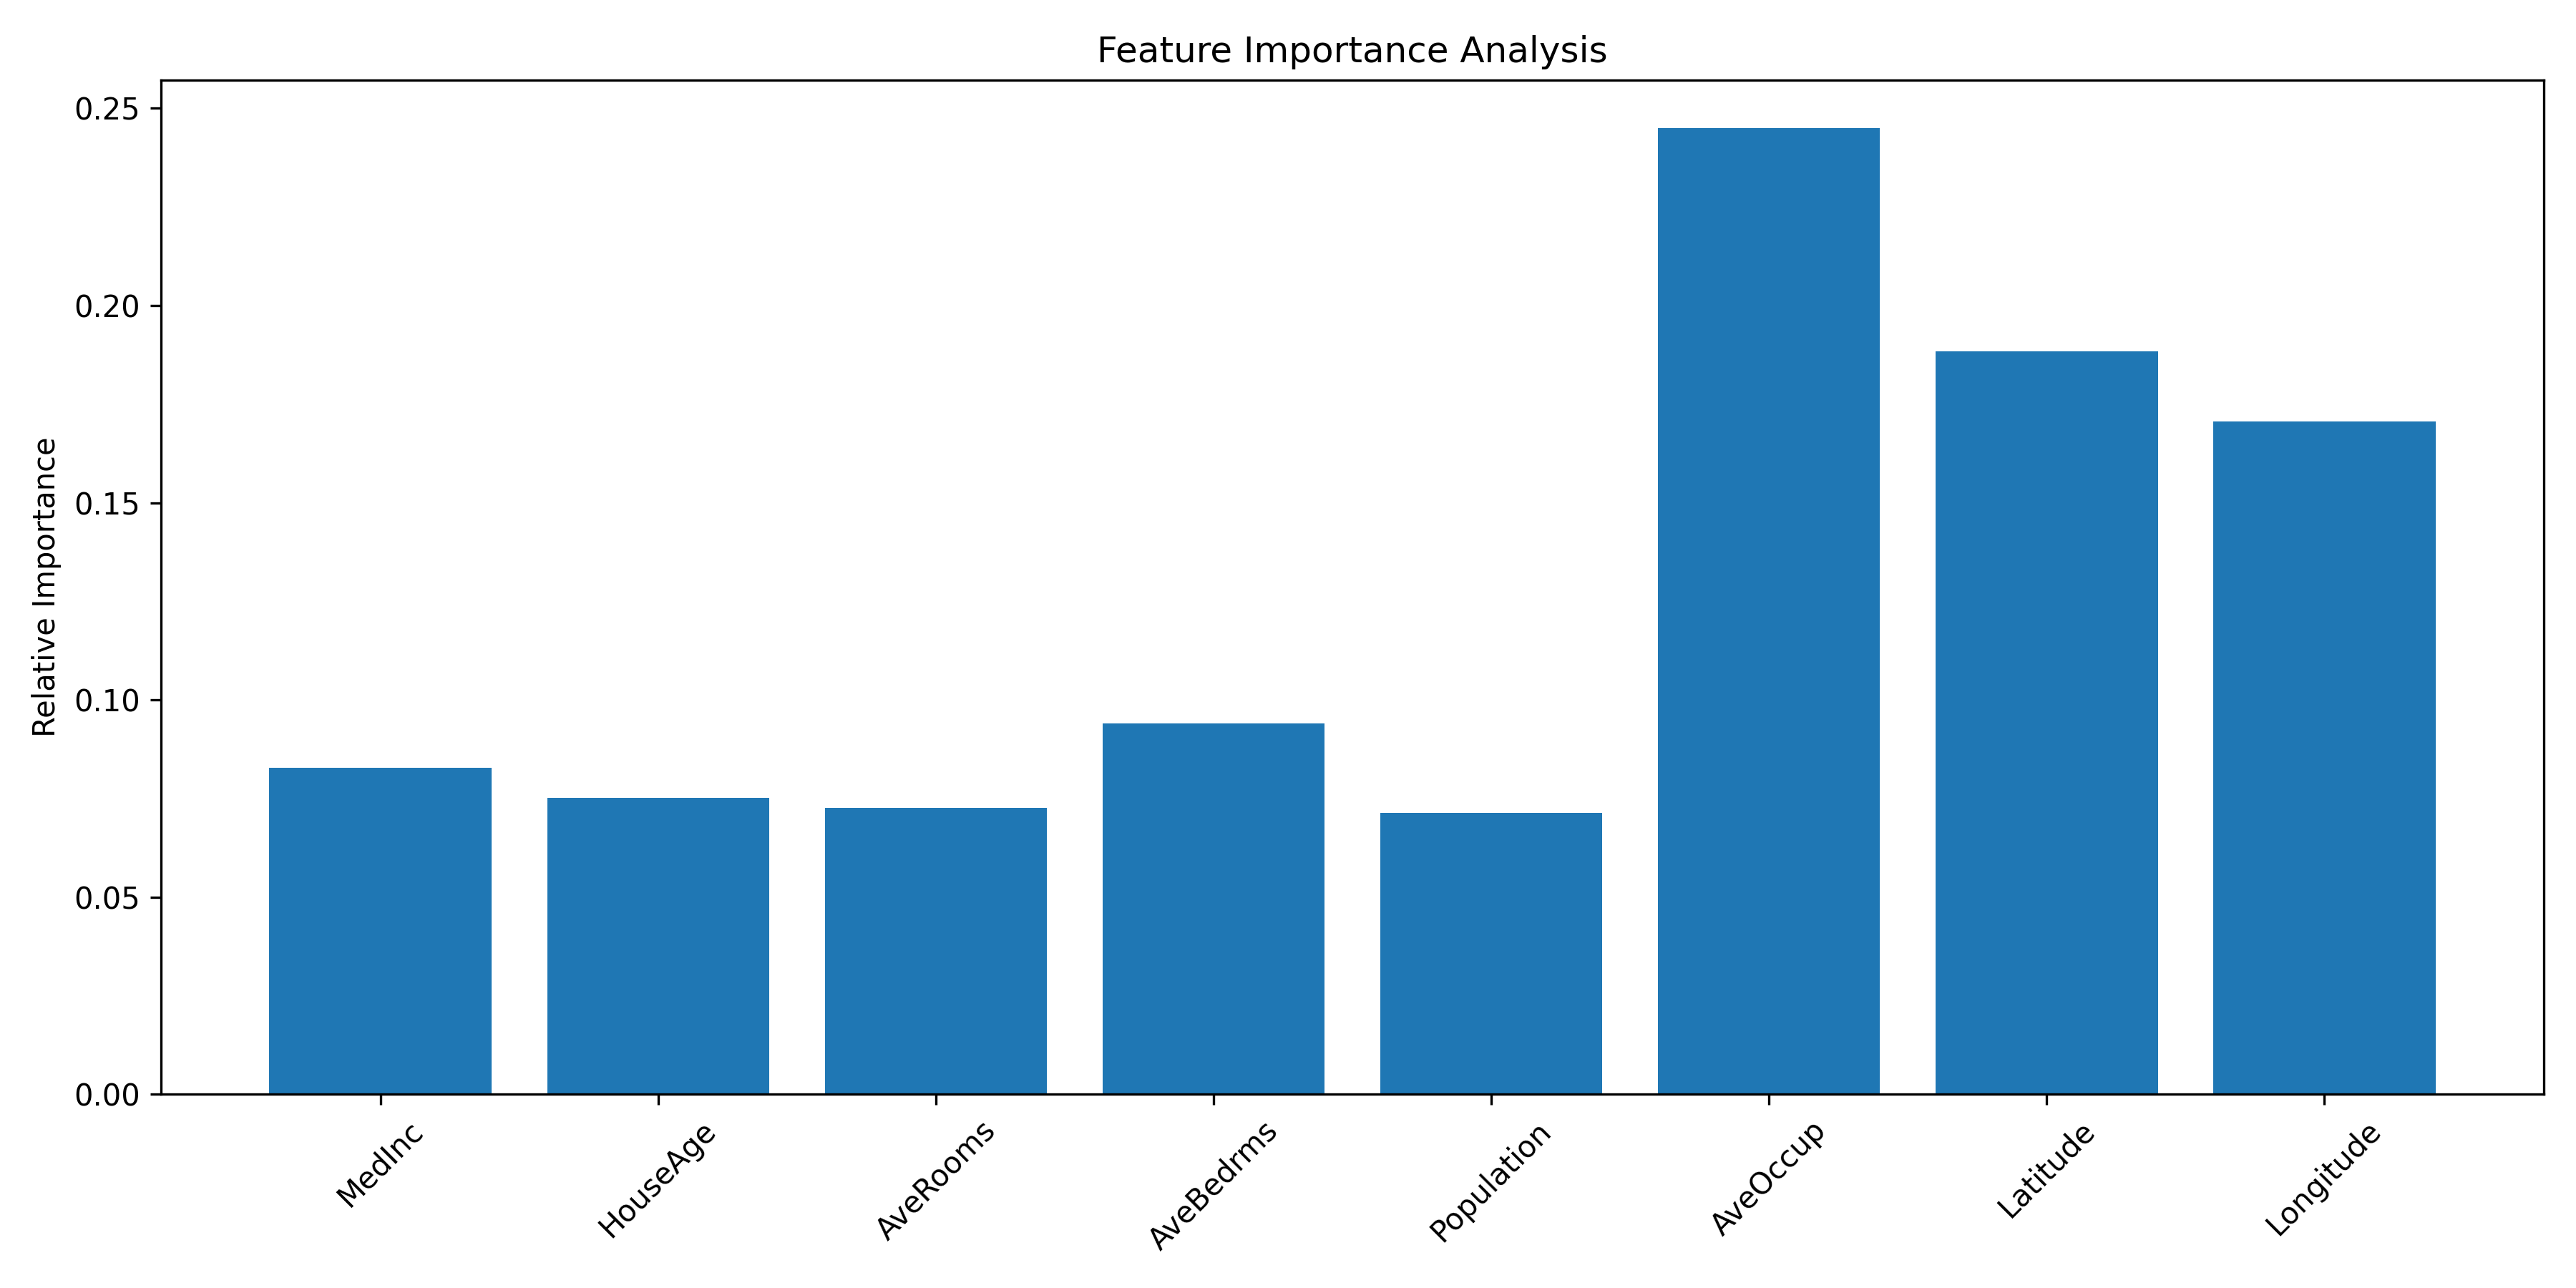 Feature Importance Analysis
Relative Importance
0.25
0.20
0.15
0.10
0.05
0.00
MedInc
HouseAge
AveRooms
AveBedrms
Population
AveOccup
Latitude
Longitude